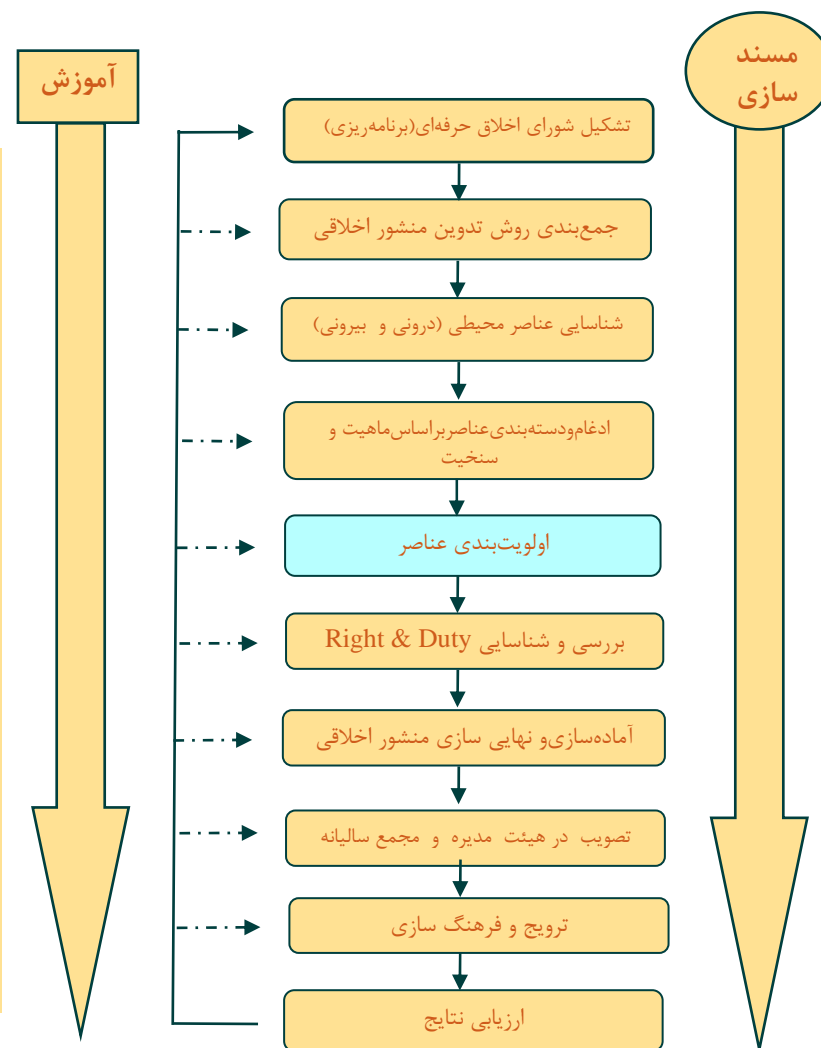 مسند
سازی
آموزش
تشکیل شورای اخلاق حرفه‌ای(برنامه‌ریزی)
جمع‌بندی روش تدوین منشور اخلاقی
شناسایی عناصر محیطی (درونی و بیرونی)
ادغام‌ودسته‌بندی‌عناصربراساس‌ماهیت و
سنخیت
اولویت‌بندی عناصر
بررسی و شناسایی Right & Duty
آماده‌سازی‌و نهایی سازی منشور اخلاقی
تصویب در هیئت مدیره و مجمع سالیانه
ترویج و فرهنگ سازی
ارزیابی نتایج